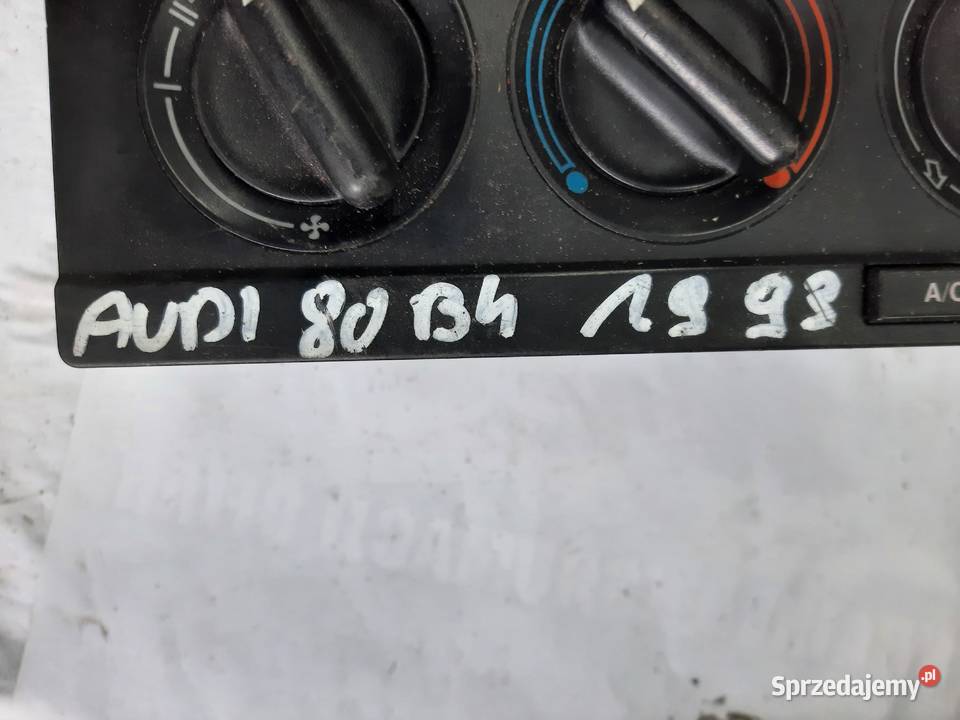 AUDI 80 B4 1993
A/C
Sprzedajemy.pl